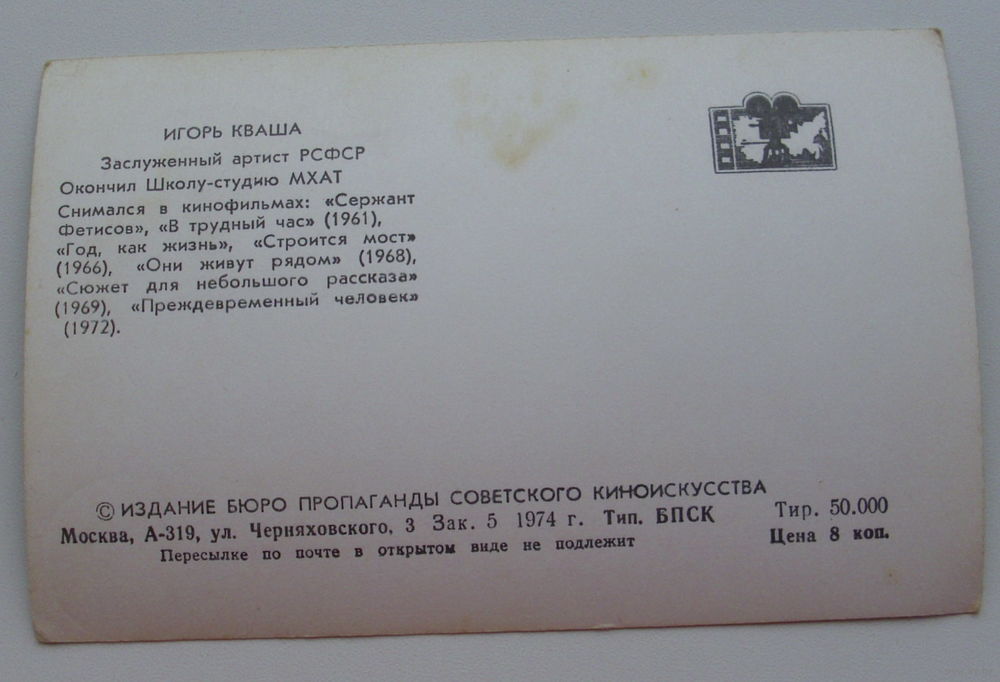 ИГОРЬ КВАША
Заслуженный артист РСФСР
Окончил Школу-студию МХАТ
Снимался в кинофильмах: «Сержант
Фетисов», «В трудный час» (1961),
«Год, как жизнь», «Строится мост»
(1966), «Они живут рядом» (1968),
«Сюжет для небольшого рассказа»
(1969), «Преждевременный человек»
(1972).
© ИЗДАНИЕ БЮРО ПРОПАГАНДЫ СОВЕТСКОГО КИНОИСКУССТВА
Москва, А-319, ул. Черняховского, 3 Зак. 5 1974 г. Тип. БПСК
Тир. 50.000
Пересылке по почте в открытом виде не подлежит
Цена 8 коп.